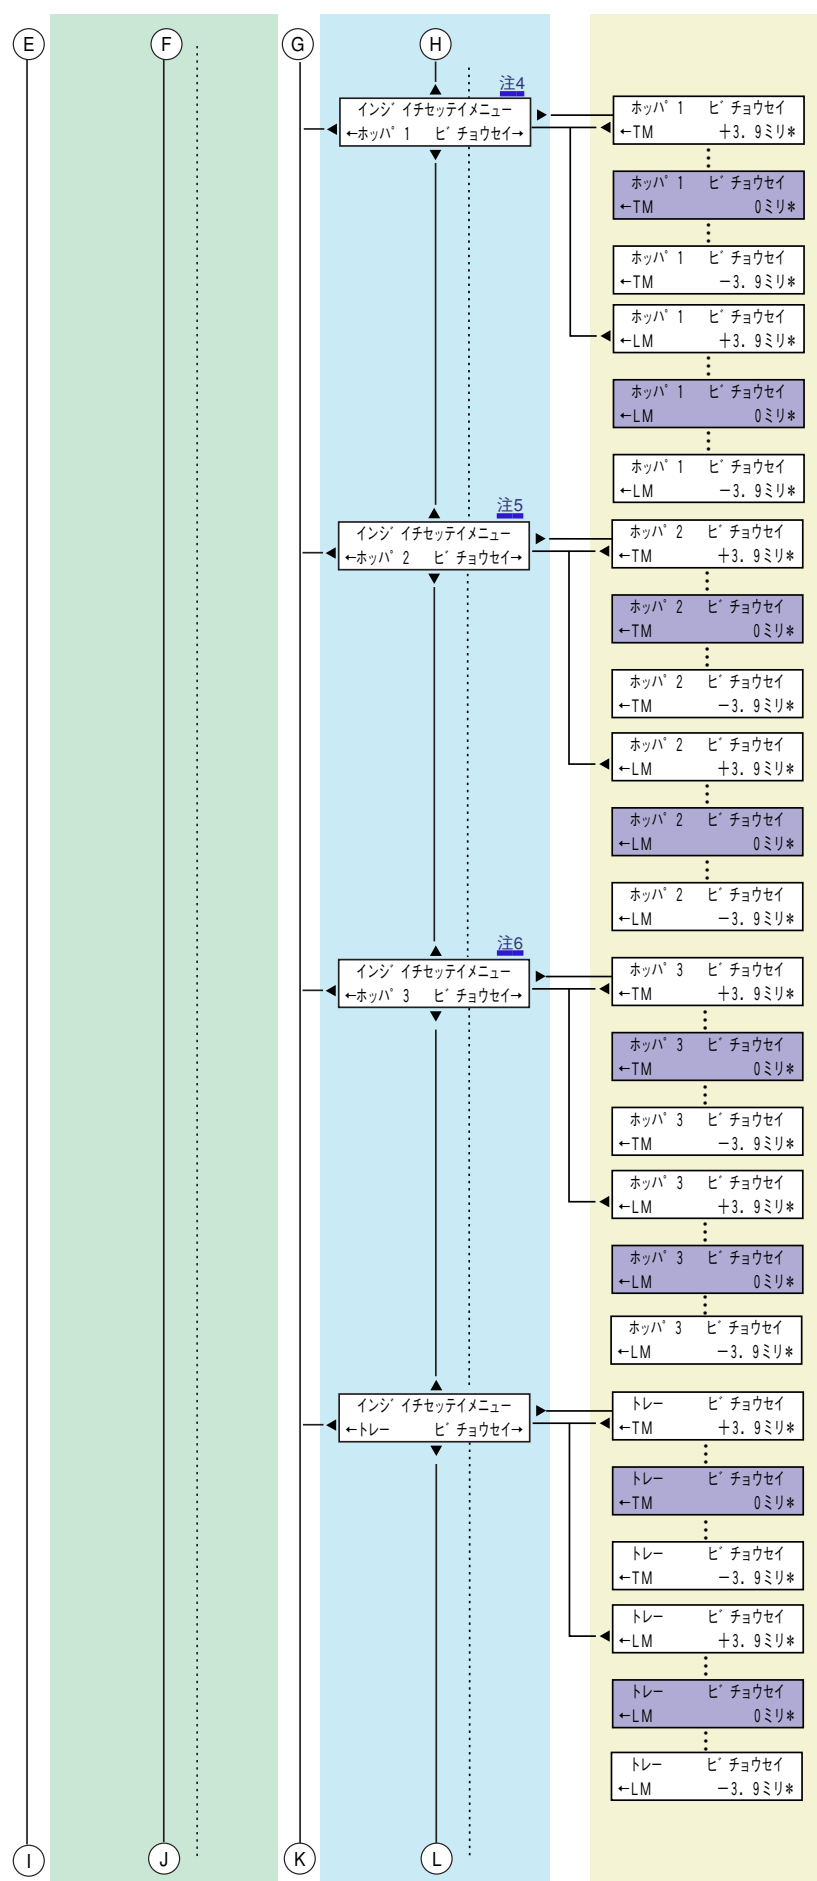 E F G H
注4
インジイチセッテイメニュー
←ホッパ1 ビチョウセイ→
ホッパ1 ビチョウセイ
←TM +3.9ミリ*
ホッパ1 ビチョウセイ
←TM 0ミリ*
ホッパ1 ビチョウセイ
←TM −3.9ミリ*
ホッパ1 ビチョウセイ
←LM +3.9ミリ*
ホッパ1 ビチョウセイ
←LM 0ミリ*
ホッパ1 ビチョウセイ
←LM −3.9ミリ*
注5
インジイチセッテイメニュー
←ホッパ2 ビチョウセイ→
ホッパ2 ビチョウセイ
←TM +3.9ミリ*
ホッパ2 ビチョウセイ
←TM 0ミリ*
ホッパ2 ビチョウセイ
←TM −3.9ミリ*
ホッパ2 ビチョウセイ
←LM +3.9ミリ*
ホッパ2 ビチョウセイ
←LM 0ミリ*
ホッパ2 ビチョウセイ
←LM −3.9ミリ*
注6
インジイチセッテイメニュー
←ホッパ3 ビチョウセイ→
ホッパ3 ビチョウセイ
←TM +3.9ミリ*
ホッパ3 ビチョウセイ
←TM 0ミリ*
ホッパ3 ビチョウセイ
←TM −3.9ミリ*
ホッパ3 ビチョウセイ
←LM +3.9ミリ*
ホッパ3 ビチョウセイ
←LM 0ミリ*
ホッパ3 ビチョウセイ
←LM −3.9ミリ*
インジイチセッテイメニュー
←トレー ビチョウセイ→
トレー ビチョウセイ
←TM +3.9ミリ*
トレー ビチョウセイ
←TM 0ミリ*
トレー ビチョウセイ
←TM −3.9ミリ*
トレー ビチョウセイ
←LM +3.9ミリ*
トレー ビチョウセイ
←LM 0ミリ*
トレー ビチョウセイ
←LM −3.9ミリ*
I J K L